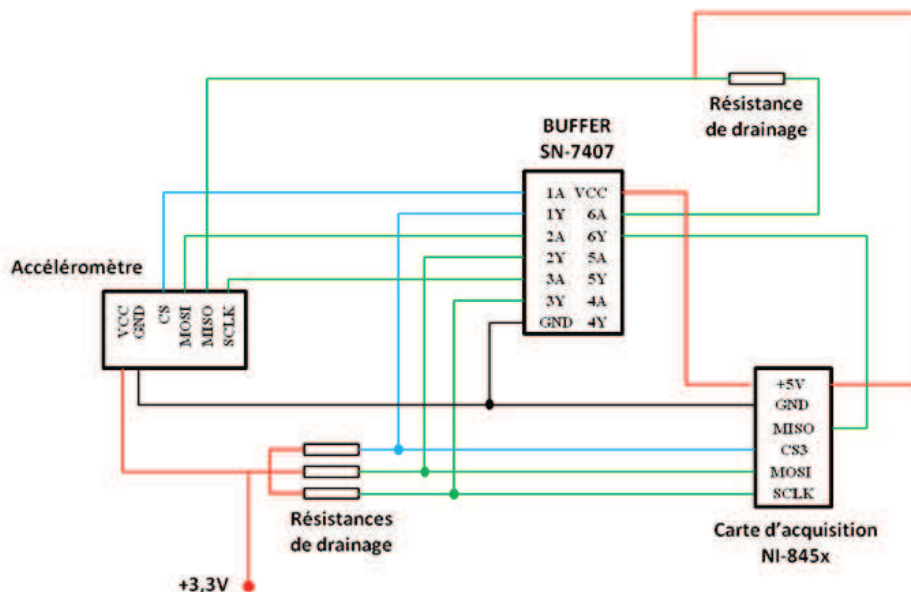 Résistance
de drainage
BUFFER
SN-7407
1A VCC
1Y 6A
2A 6Y
2Y 5A
3A 5Y
3Y 4A
GND 4Y
Accéléromètre
VCC
GND
CS
MOSI
MISO
SCLK
+5V
GND
MISO
CS3
MOSI
SCLK
Résistances
de drainage
Carte d'acquisition
NI-845x
+3,3V